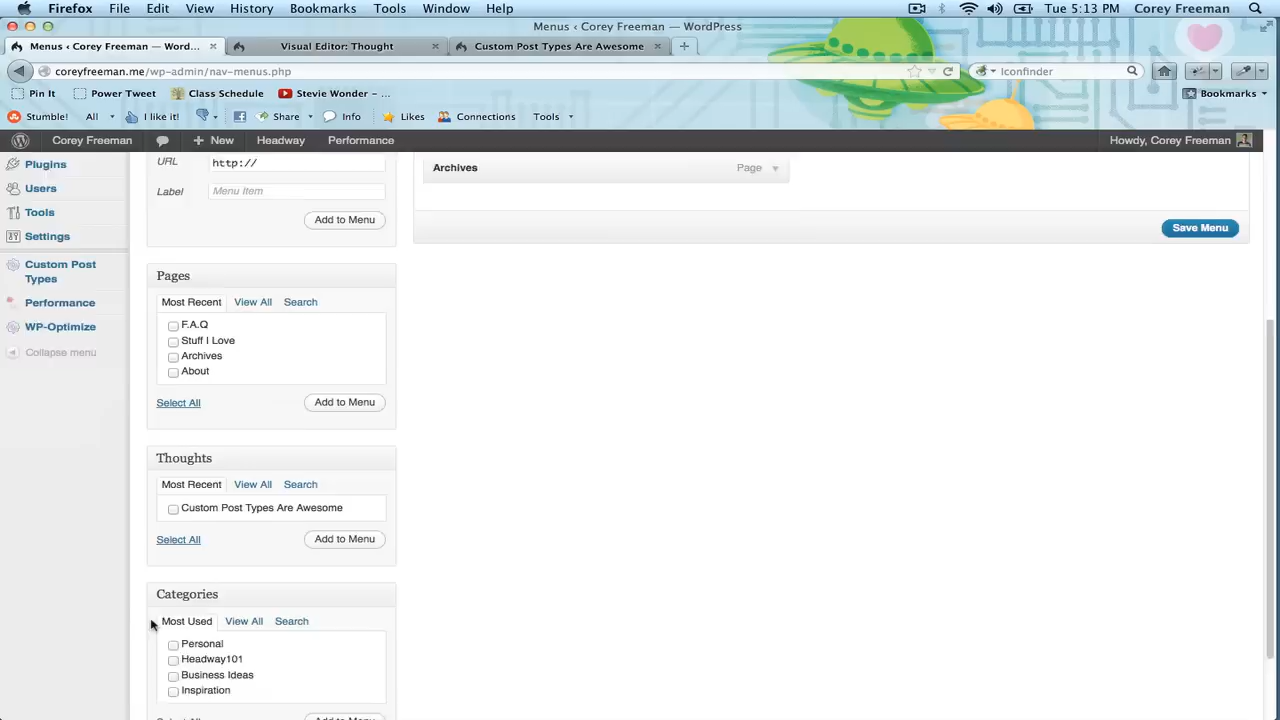 Firefox File Edit View History Bookmarks Tools Window Help Tue 5:13 PM Corey Freeman
Menus ‹ Corey Freeman — WordPress
Menus ‹ Corey Freeman — Word... Visual Editor: Thought Custom Post Types Are Awesome
coreyfreeman.me/wp-admin/nav-menus.php Iconfinder
Pin It Power Tweet Class Schedule Stevie Wonder – ... Bookmarks
Stumble! All I like it! Share Info Likes Connections Tools
Corey Freeman New Headway Performance Howdy, Corey Freeman
Plugins
Users
Tools
Settings
Custom Post
Types
Performance
WP-Optimize
Collapse menu
URL http://
Label Menu Item
Add to Menu
Archives Page
Save Menu
Pages
Most Recent View All Search
F.A.Q
Stuff I Love
Archives
About
Select All Add to Menu
Thoughts
Most Recent View All Search
Custom Post Types Are Awesome
Select All Add to Menu
Categories
Most Used View All Search
Personal
Headway101
Business Ideas
Inspiration
Select All Add to Menu